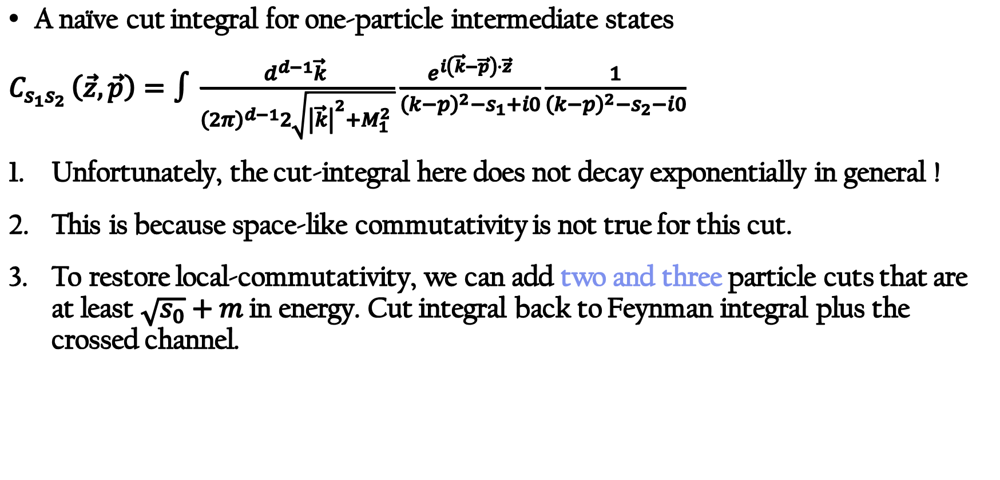 • A naïve cut integral for one-particle intermediate states
$C_{s_1 s_2}(\vec{z},\vec{p}) = \int \frac{d^{d-1}\vec{k}}{(2\pi)^{d-1} 2\sqrt{|\vec{k}|^2+M_1^2}} \frac{e^{i(\vec{k}-\vec{p})\cdot\vec{z}}}{(k-p)^2-s_1+i0} \frac{1}{(k-p)^2-s_2-i0}$
1. Unfortunately, the cut-integral here does not decay exponentially in general !
2. This is because space-like commutativity is not true for this cut.
3. To restore local-commutativity, we can add two and three particle cuts that are
at least $\sqrt{s_0} + m$ in energy. Cut integral back to Feynman integral plus the
crossed channel.